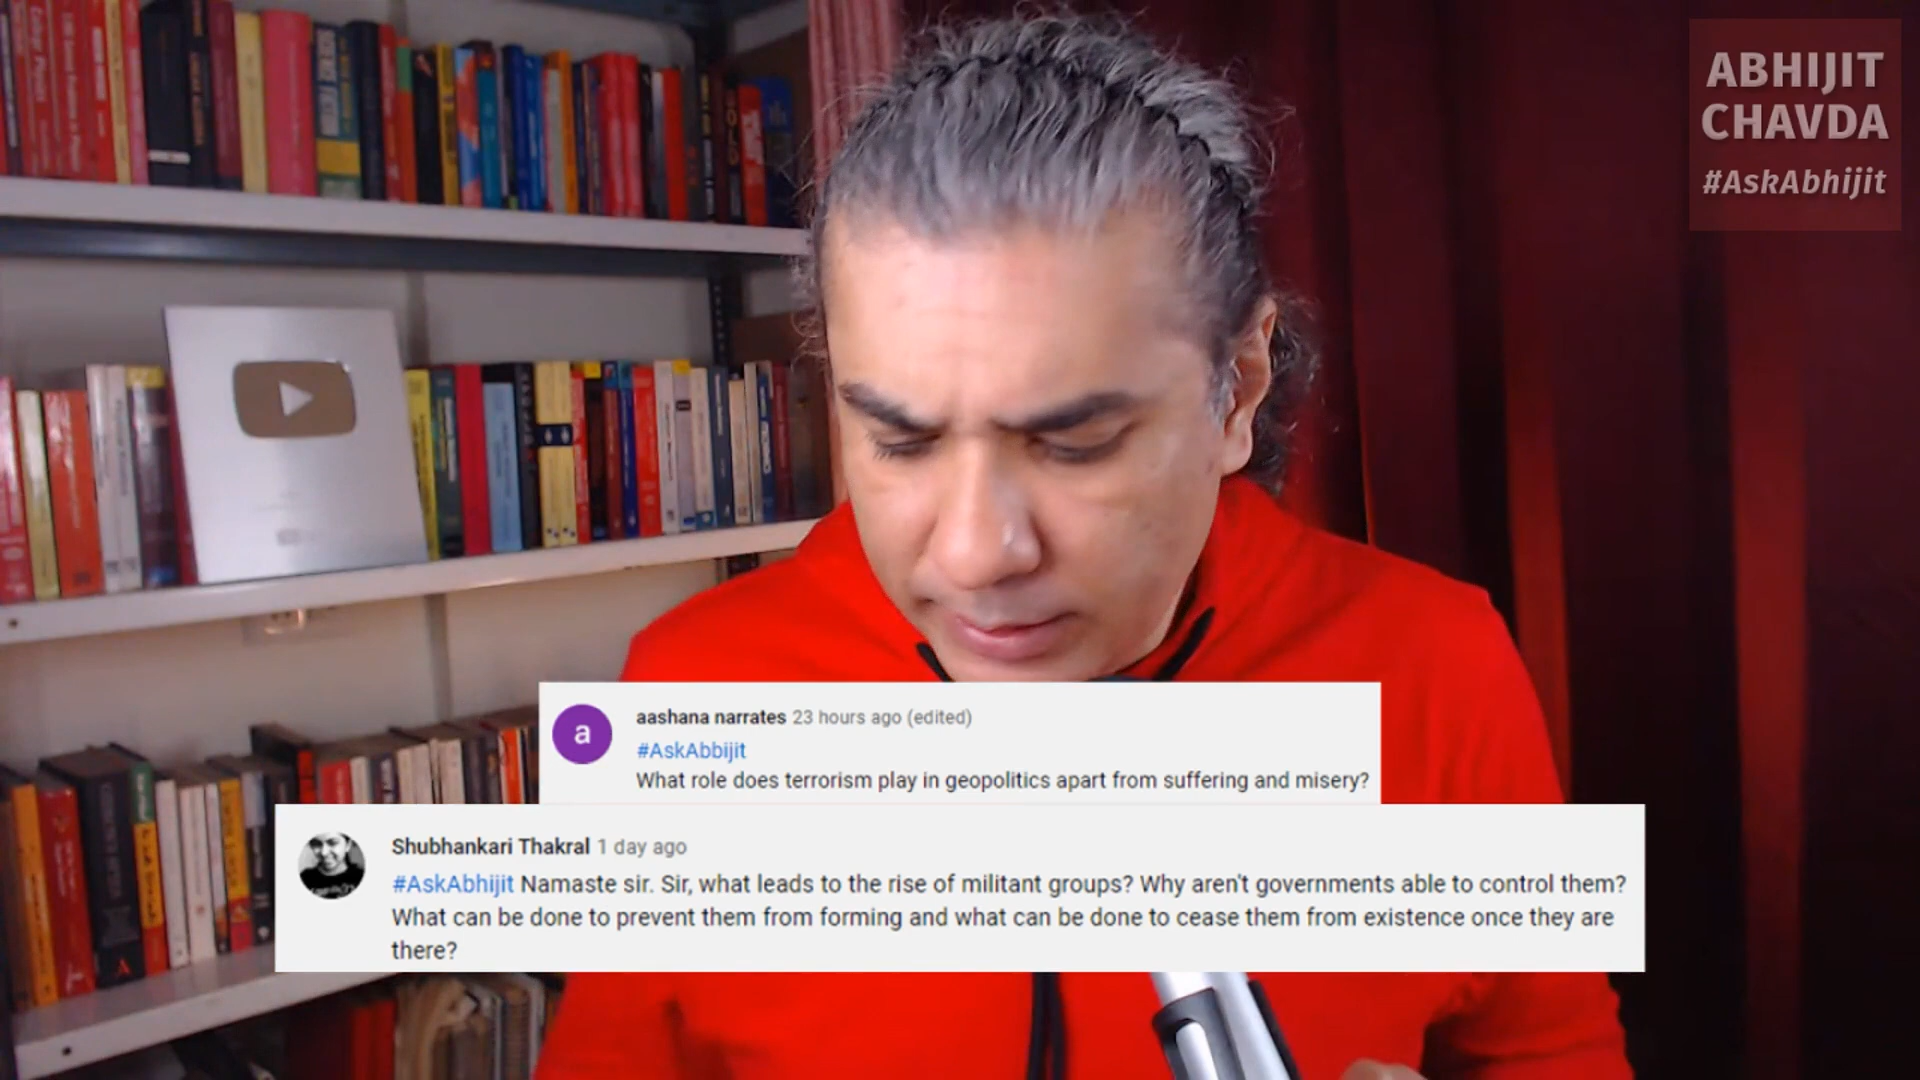 ABHIJIT
CHAVDA
#AskAbhijit
a
aashana narrates 23 hours ago (edited)
#AskAbbijit
What role does terrorism play in geopolitics apart from suffering and misery?
Shubhankari Thakral 1 day ago
#AskAbhijit Namaste sir. Sir, what leads to the rise of militant groups? Why aren't governments able to control them?
What can be done to prevent them from forming and what can be done to cease them from existence once they are
there?